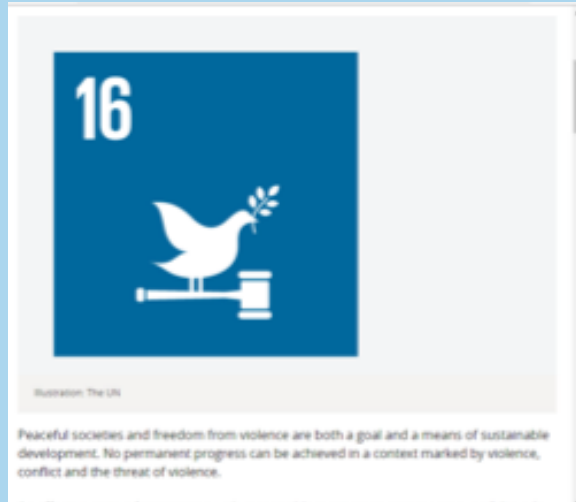 16
Illustration: The UN
Peaceful societies and freedom from violence are both a goal and a means of sustainable
development. No permanent progress can be achieved in a context marked by violence,
conflict and the threat of violence.